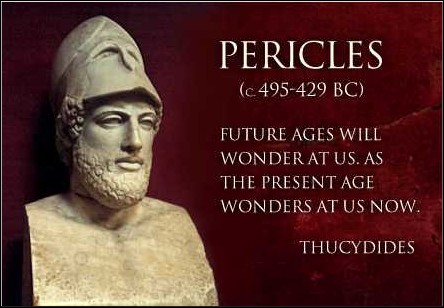 PERICLES
(c. 495-429 BC)
FUTURE AGES WILL
WONDER AT US. AS
THE PRESENT AGE
WONDERS AT US NOW.
THUCYDIDES